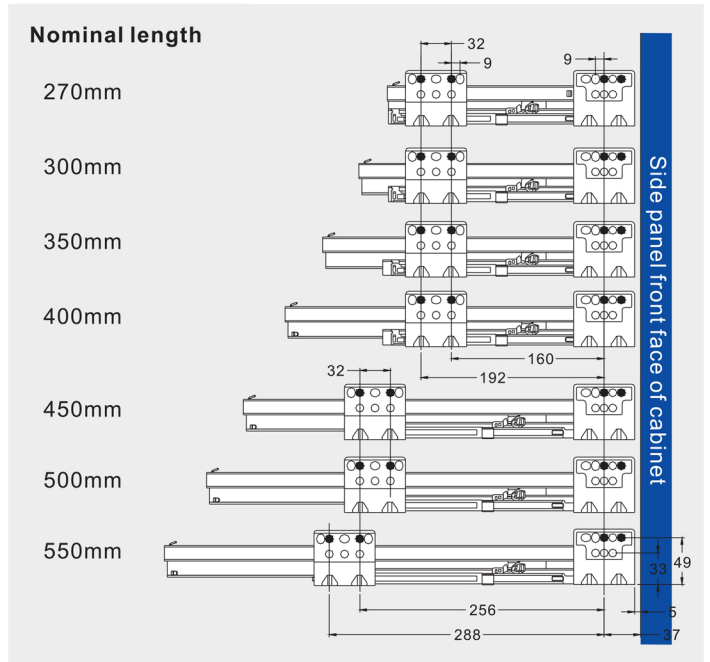 Nominal length
32
9
9
270mm
300mm
350mm
400mm
160
192
32
450mm
500mm
550mm
33
49
256
5
288
37
Side panel front face of cabinet